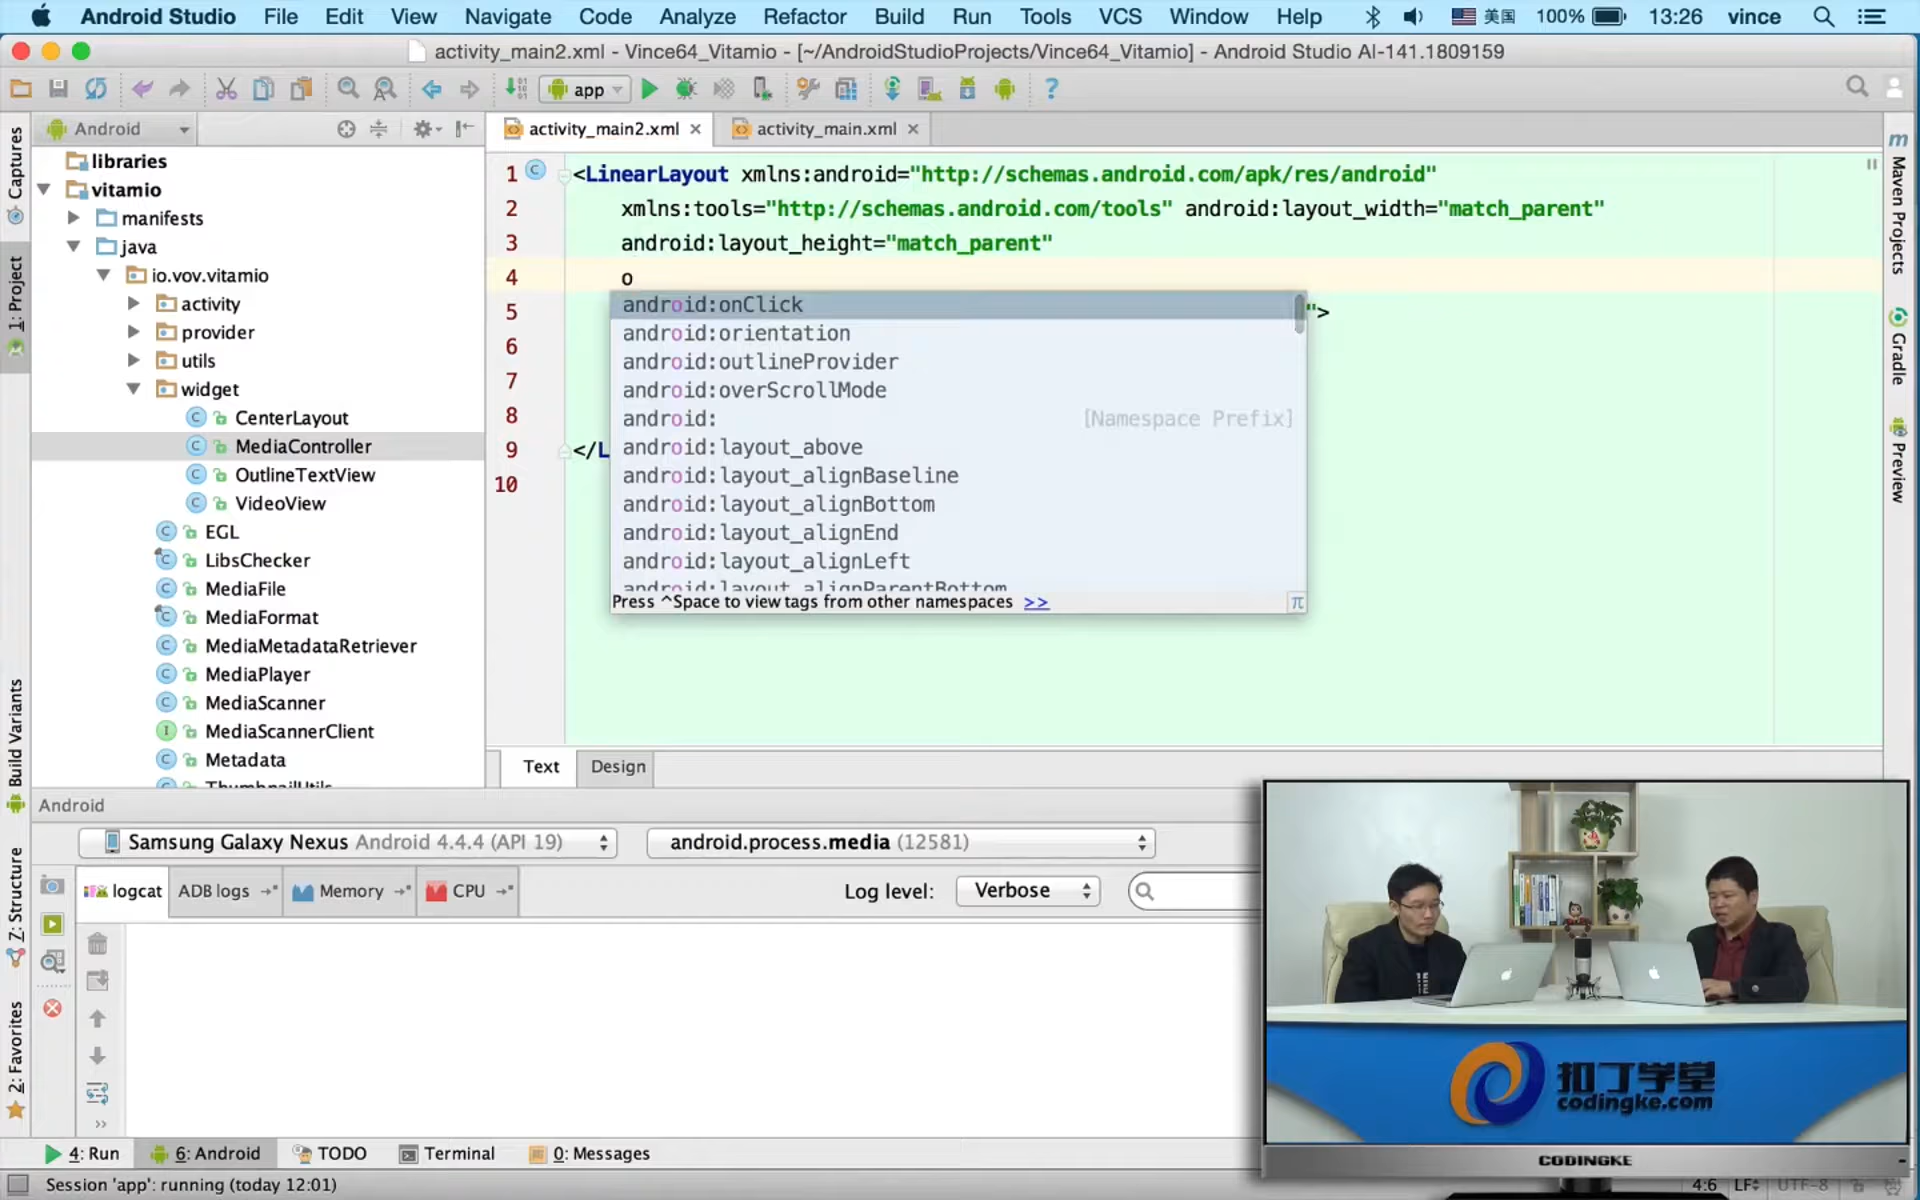 Android Studio File Edit View Navigate Code Analyze Refactor Build Run Tools VCS Window Help 美国 100% 13:26 vince
activity_main2.xml - Vince64_Vitamio - [~/AndroidStudioProjects/Vince64_Vitamio] - Android Studio AI-141.1809159
app
Android
activity_main2.xml
activity_main.xml
Captures
1: Project
Build Variants
Z: Structure
2: Favorites
libraries
vitamio
manifests
java
io.vov.vitamio
activity
provider
utils
widget
CenterLayout
MediaController
OutlineTextView
VideoView
EGL
LibsChecker
MediaFile
MediaFormat
MediaMetadataRetriever
MediaPlayer
MediaScanner
MediaScannerClient
Metadata
ThumbnailUtils
1 <LinearLayout xmlns:android="http://schemas.android.com/apk/res/android"
2 xmlns:tools="http://schemas.android.com/tools" android:layout_width="match_parent"
3 android:layout_height="match_parent"
4 o
5 ">
6
7
8
9 </L
10
android:onClick
android:orientation
android:outlineProvider
android:overScrollMode
android: [Namespace Prefix]
android:layout_above
android:layout_alignBaseline
android:layout_alignBottom
android:layout_alignEnd
android:layout_alignLeft
android:layout_alignParentBottom
Press ^Space to view tags from other namespaces >> π
Maven Projects
Gradle
Preview
Text Design
Android
Samsung Galaxy Nexus Android 4.4.4 (API 19)
android.process.media (12581)
logcat ADB logs Memory CPU Log level: Verbose
扣丁学堂
codingke.com
CODINGKE
4: Run 6: Android TODO Terminal 0: Messages
Session 'app': running (today 12:01) 4:6 LF UTF-8